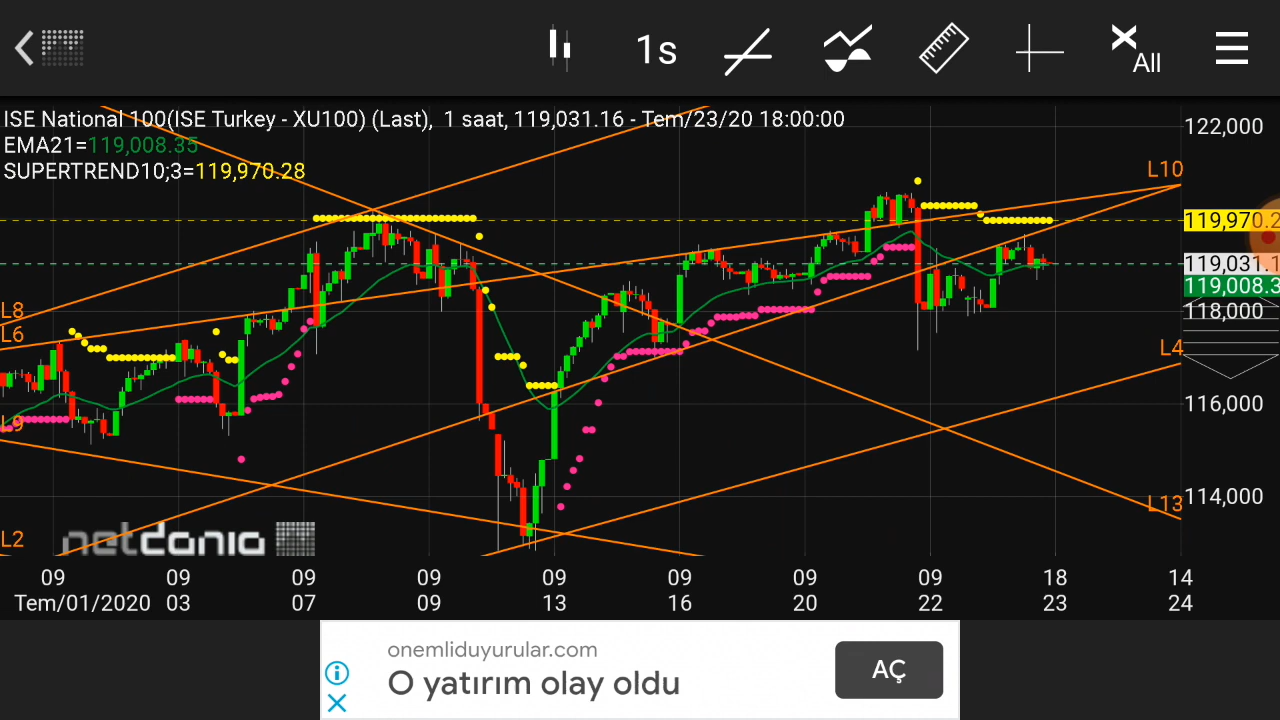 1s
All
ISE National 100(ISE Turkey - XU100) (Last), 1 saat, 119,031.16 - Tem/23/20 18:00:00
EMA21=119,008.35
SUPERTREND10;3=119,970.28
122,000
L10
119,970.2
119,031.1
119,008.3
118,000
L8
L6
L4
116,000
L9
114,000
L13
L2
netdania
09 09 09 09 09 09 09 09 18 14
Tem/01/2020 03 07 09 13 16 20 22 23 24
onemliduyurular.com
O yatırım olay oldu
AÇ